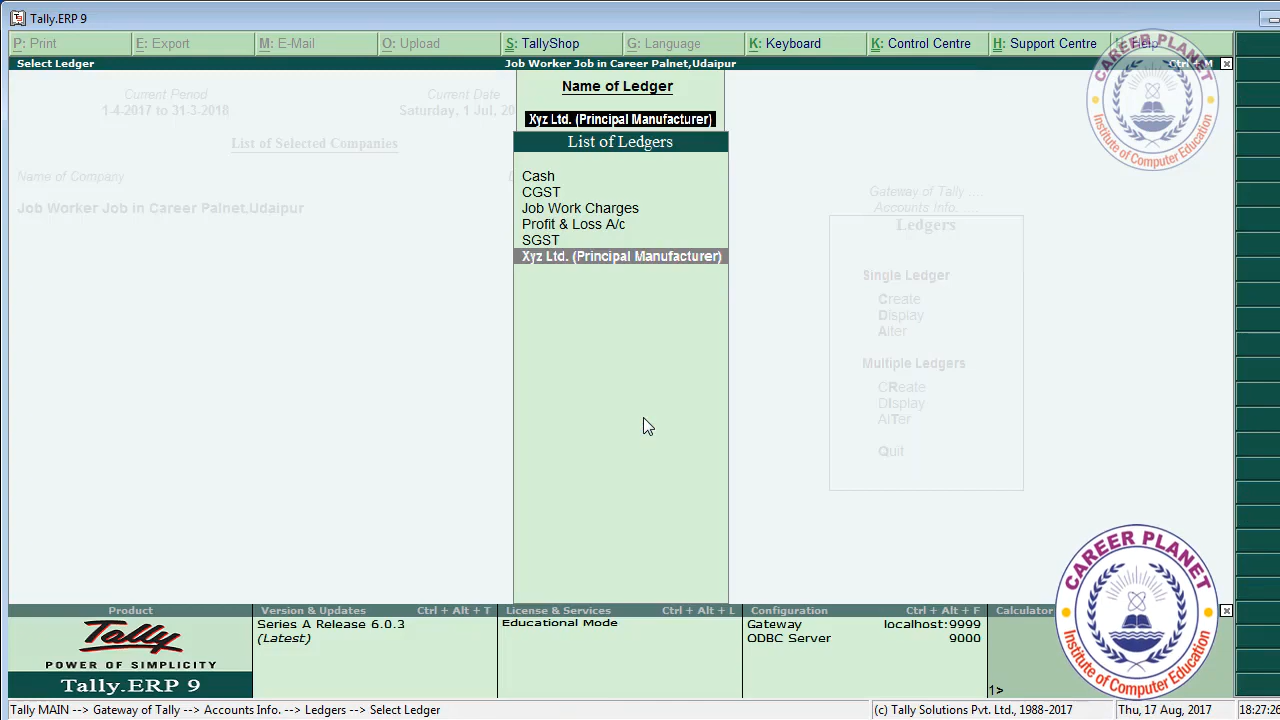 Tally.ERP 9
P: Print
E: Export
M: E-Mail
O: Upload
S: TallyShop
G: Language
K: Keyboard
K: Control Centre
H: Support Centre
H: Help
Select Ledger
Job Worker Job in Career Palnet,Udaipur
Ctrl + M
Current Period
1-4-2017 to 31-3-2018
Current Date
Saturday, 1 Jul, 20
List of Selected Companies
Name of Company
Job Worker Job in Career Palnet,Udaipur
Name of Ledger
Xyz Ltd. (Principal Manufacturer)
List of Ledgers
Cash
CGST
Job Work Charges
Profit & Loss A/c
SGST
Xyz Ltd. (Principal Manufacturer)
Gateway of Tally ....
Accounts Info. ....
Ledgers
Single Ledger
Create
Display
Alter
Multiple Ledgers
CReate
DIsplay
AlTer
Quit
CAREER PLANET
Institute of Computer Education
CAREER PLANET
Institute of Computer Education
Product
Tally
POWER OF SIMPLICITY
Tally.ERP 9
Version & Updates
Ctrl + Alt + T
Series A Release 6.0.3
(Latest)
License & Services
Ctrl + Alt + L
Educational Mode
Configuration
Ctrl + Alt + F
Gateway
localhost:9999
ODBC Server
9000
Calculator
1>
Tally MAIN --> Gateway of Tally --> Accounts Info. --> Ledgers --> Select Ledger
(c) Tally Solutions Pvt. Ltd., 1988-2017
Thu, 17 Aug, 2017
18:27:26